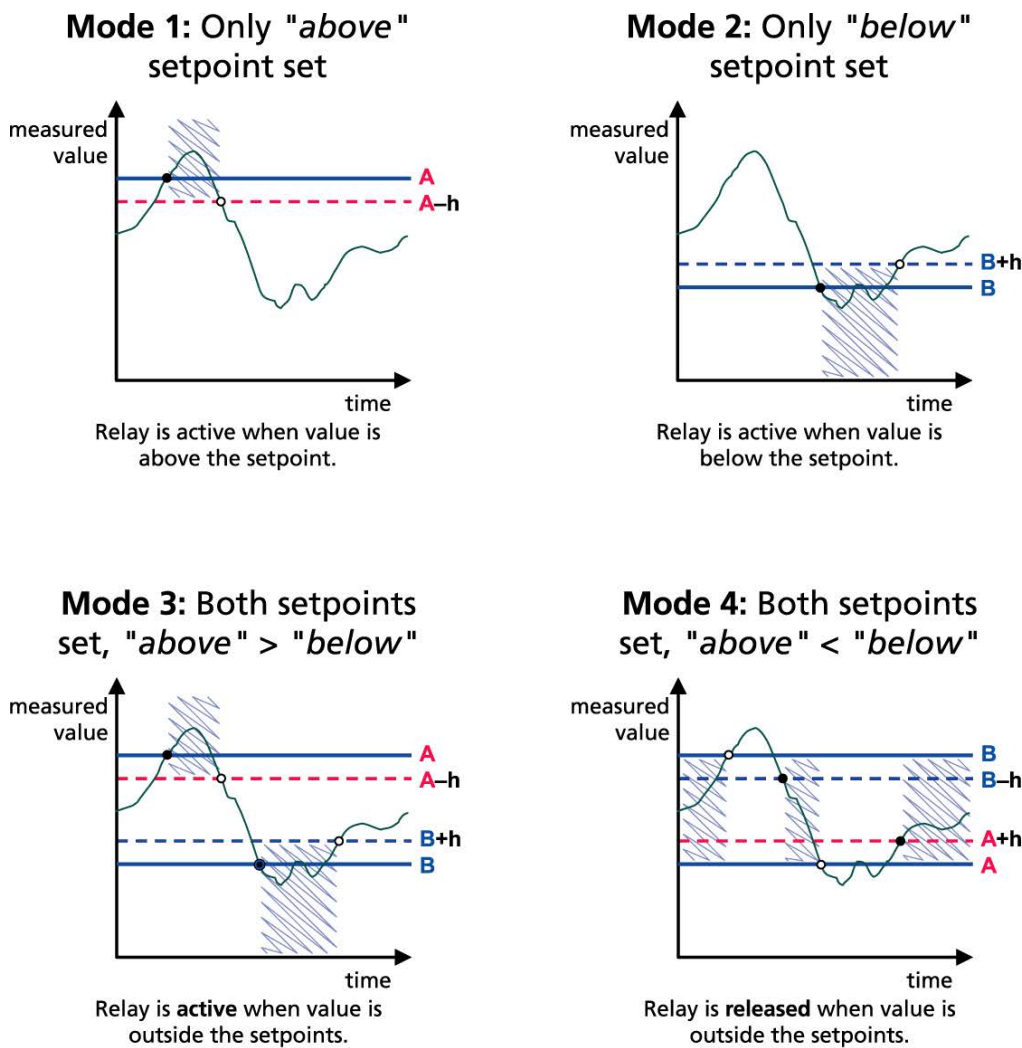 Mode 1: Only "above"
setpoint set
measured
value
A
A–h
time
Relay is active when value is
above the setpoint.
Mode 2: Only "below"
setpoint set
measured
value
B+h
B
time
Relay is active when value is
below the setpoint.
Mode 3: Both setpoints
set, "above" > "below"
measured
value
A
A–h
B+h
B
time
Relay is active when value is
outside the setpoints.
Mode 4: Both setpoints
set, "above" < "below"
measured
value
B
B–h
A+h
A
time
Relay is released when value is
outside the setpoints.